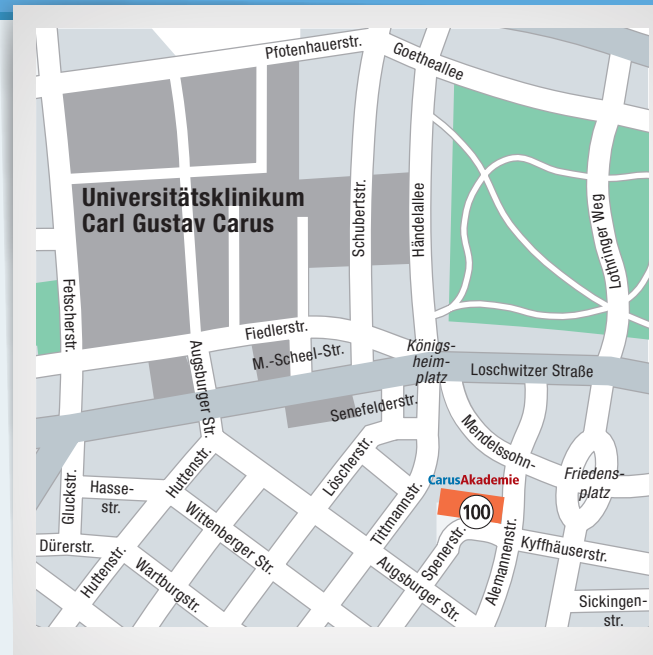 Pfotenhauerstr.
Goetheallee
Universitätsklinikum
Carl Gustav Carus
Schubertstr.
Händelallee
Lothringer Weg
Fetscherstr.
Fiedlerstr.
Augsburger Str.
M.-Scheel-Str.
Königs-
heim-
platz
Loschwitzer Straße
Senefelderstr.
Mendelssohn-
Löscherstr.
Huttenstr.
Gluckstr.
Hasse-
str.
CarusAkademie
100
Friedens-
platz
Tittmannstr.
Wittenberger Str.
Dürerstr.
Huttenstr.
Wartburgstr.
Augsburger Str.
Spenerstr.
Alemannenstr.
Kyffhäuserstr.
Sickingen-
str.